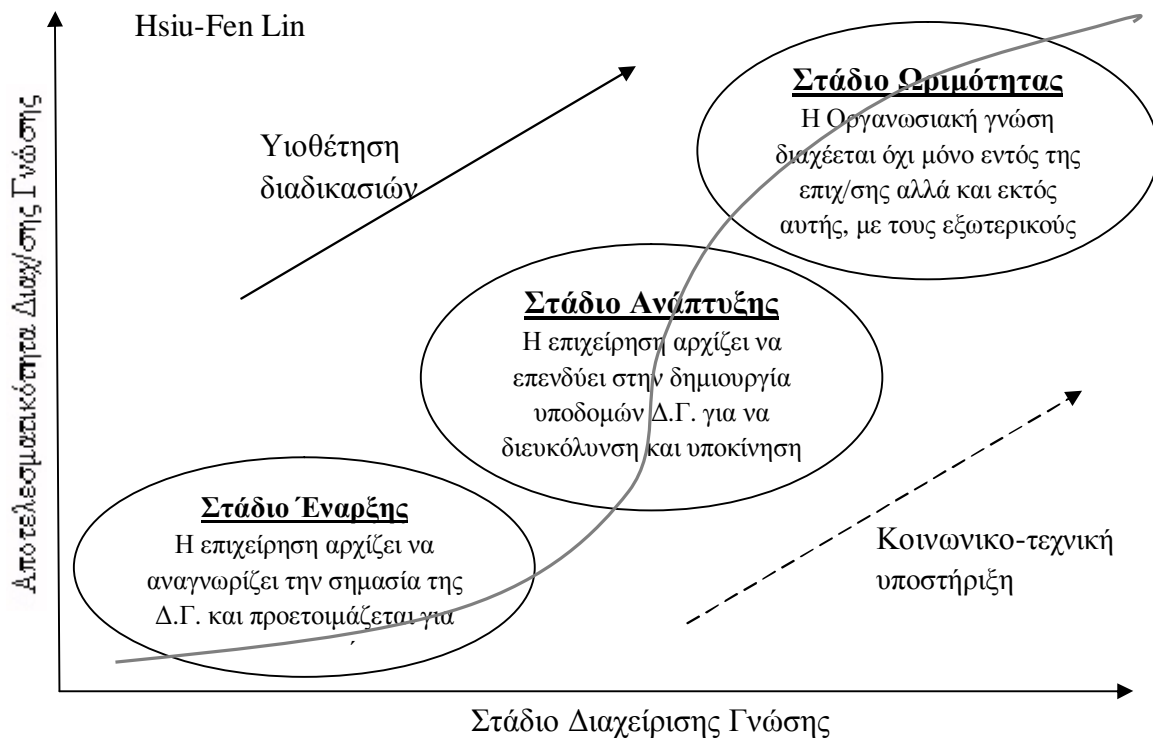 Hsiu-Fen Lin
Αποτελεσματικότητα Διαχ/σης Γνώσης
Υιοθέτηση
διαδικασιών
Στάδιο Ωριμότητας
Η Οργανωσιακή γνώση
διαχέεται όχι μόνο εντός της
επιχ/σης αλλά και εκτός
αυτής, με τους εξωτερικούς
Στάδιο Ανάπτυξης
Η επιχείρηση αρχίζει να
επενδύει στην δημιουργία
υποδομών Δ.Γ. για να
διευκόλυνση και υποκίνηση
Στάδιο Έναρξης
Η επιχείρηση αρχίζει να
αναγνωρίζει την σημασία της
Δ.Γ. και προετοιμάζεται για
Κοινωνικο-τεχνική
υποστήριξη
Στάδιο Διαχείρισης Γνώσης